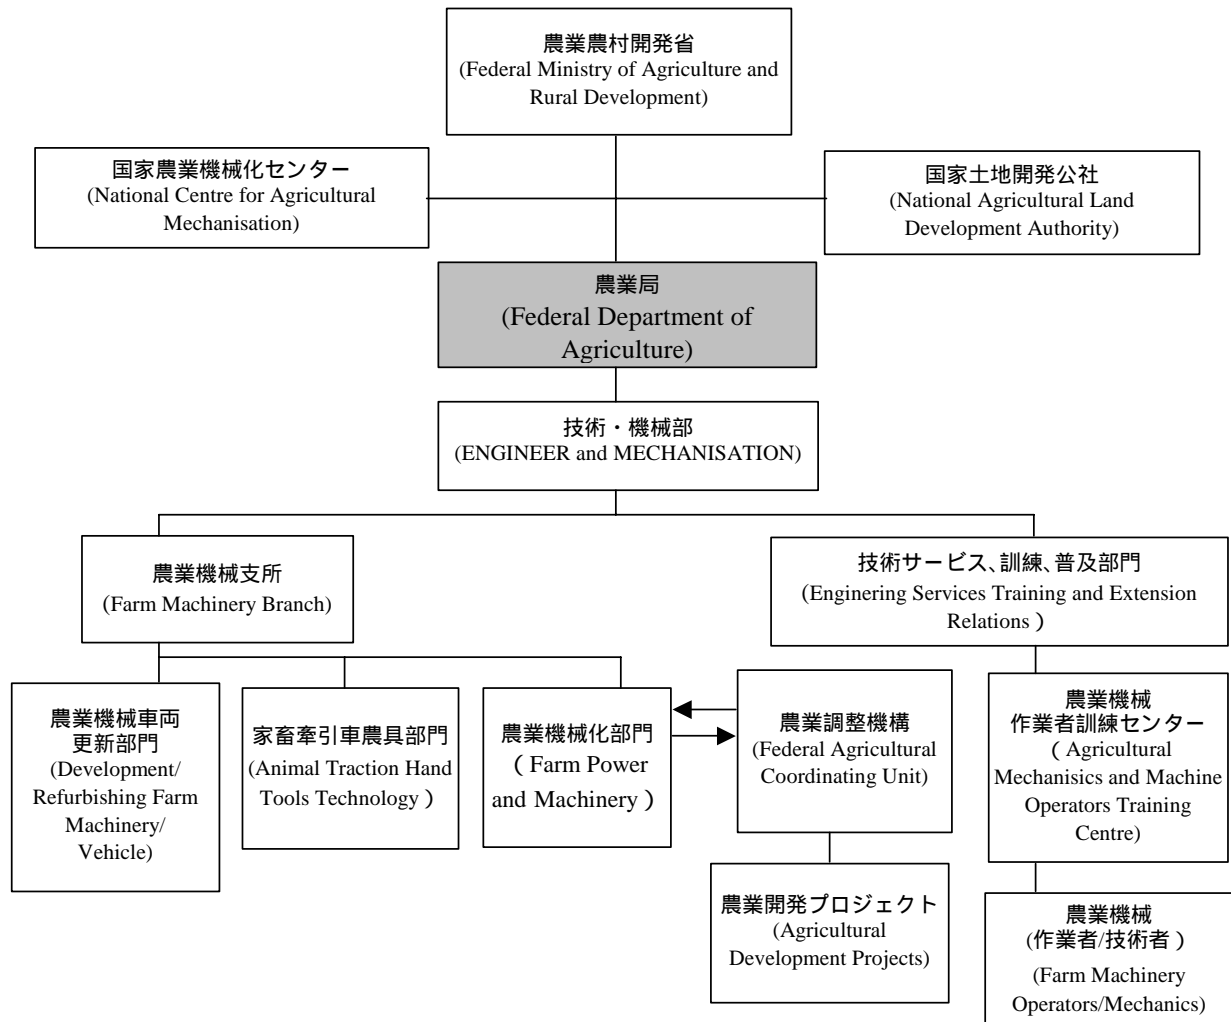 農業農村開発省
(Federal Ministry of Agriculture and
Rural Development)
国家農業機械化センター
(National Centre for Agricultural
Mechanisation)
国家土地開発公社
(National Agricultural Land
Development Authority)
農業局
(Federal Department of
Agriculture)
技術・機械部
(ENGINEER and MECHANISATION)
農業機械支所
(Farm Machinery Branch)
技術サービス、訓練、普及部門
(Enginering Services Training and Extension
Relations )
農業機械車両
更新部門
(Development/
Refurbishing Farm
Machinery/
Vehicle)
家畜牽引車農具部門
(Animal Traction Hand
Tools Technology )
農業機械化部門
( Farm Power
and Machinery )
農業調整機構
(Federal Agricultural
Coordinating Unit)
農業機械
作業者訓練センター
( Agricultural
Mechanisics and Machine
Operators Training
Centre)
農業開発プロジェクト
(Agricultural
Development Projects)
農業機械
(作業者/技術者 )
(Farm Machinery
Operators/Mechanics)